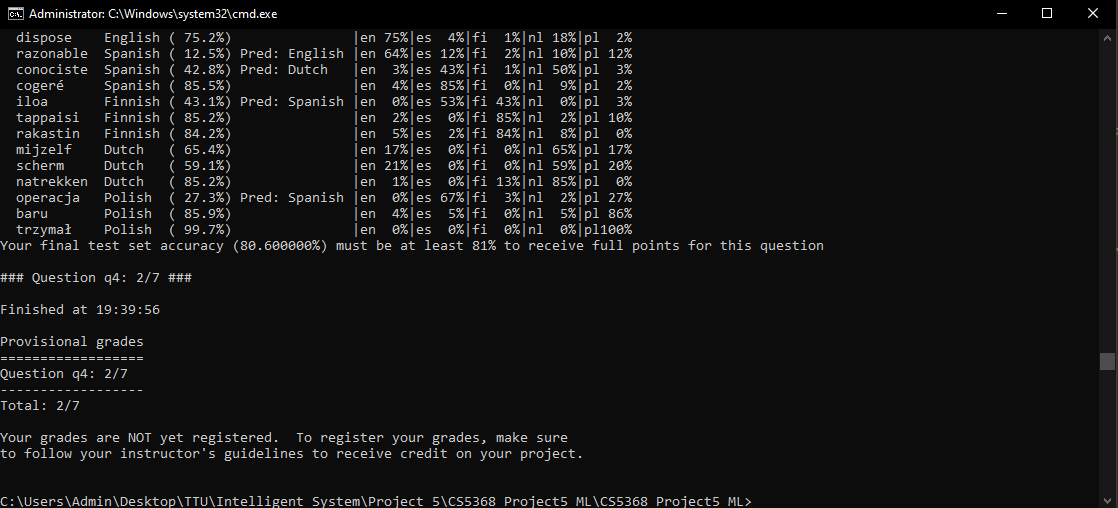 Administrator: C:\Windows\system32\cmd.exe
  dispose    English ( 75.2%)               |en 75%|es  4%|fi  1%|nl 18%|pl  2%
  razonable  Spanish ( 12.5%) Pred: English |en 64%|es 12%|fi  2%|nl 10%|pl 12%
  conociste  Spanish ( 42.8%) Pred: Dutch   |en  3%|es 43%|fi  1%|nl 50%|pl  3%
  cogeré     Spanish ( 85.5%)               |en  4%|es 85%|fi  0%|nl  9%|pl  2%
  iloa       Finnish ( 43.1%) Pred: Spanish |en  0%|es 53%|fi 43%|nl  0%|pl  3%
  tappaisi   Finnish ( 85.2%)               |en  2%|es  0%|fi 85%|nl  2%|pl 10%
  rakastin   Finnish ( 84.2%)               |en  5%|es  2%|fi 84%|nl  8%|pl  0%
  mijzelf    Dutch   ( 65.4%)               |en 17%|es  0%|fi  0%|nl 65%|pl 17%
  scherm     Dutch   ( 59.1%)               |en 21%|es  0%|fi  0%|nl 59%|pl 20%
  natrekken  Dutch   ( 85.2%)               |en  1%|es  0%|fi 13%|nl 85%|pl  0%
  operacja   Polish  ( 27.3%) Pred: Spanish |en  0%|es 67%|fi  3%|nl  2%|pl 27%
  baru       Polish  ( 85.9%)               |en  4%|es  5%|fi  0%|nl  5%|pl 86%
  trzymał    Polish  ( 99.7%)               |en  0%|es  0%|fi  0%|nl  0%|pl100%
Your final test set accuracy (80.600000%) must be at least 81% to receive full points for this question
### Question q4: 2/7 ###
Finished at 19:39:56
Provisional grades
==================
Question q4: 2/7
------------------
Total: 2/7
Your grades are NOT yet registered.  To register your grades, make sure
to follow your instructor's guidelines to receive credit on your project.
C:\Users\Admin\Desktop\TTU\Intelligent System\Project 5\CS5368 Project5 ML\CS5368 Project5 ML>